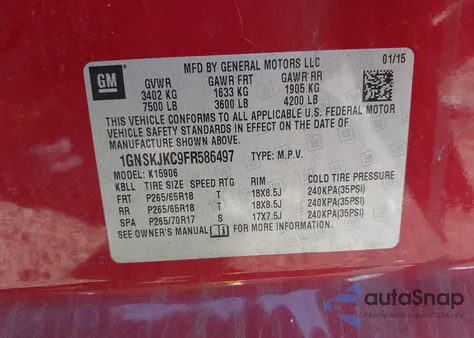 GM
MFD BY GENERAL MOTORS LLC 01/15
GVWR GAWR FRT GAWR RR
3402 KG 1633 KG 1905 KG
7500 LB 3600 LB 4200 LB
THIS VEHICLE CONFORMS TO ALL APPLICABLE U.S. FEDERAL MOTOR
VEHICLE SAFETY STANDARDS IN EFFECT ON THE DATE OF
MANUFACTURE SHOWN ABOVE.
1GNSKJKC9FR586497 TYPE: M.P.V.
MODEL: K15906
KBLL TIRE SIZE SPEED RTG RIM COLD TIRE PRESSURE
FRT P265/65R18 T 18X8.5J 240KPA(35PSI)
RR P265/65R18 T 18X8.5J 240KPA(35PSI)
SPA P265/70R17 S 17X7.5J 240KPA(35PSI)
SEE OWNER'S MANUAL FOR MORE INFORMATION.
autoSnap